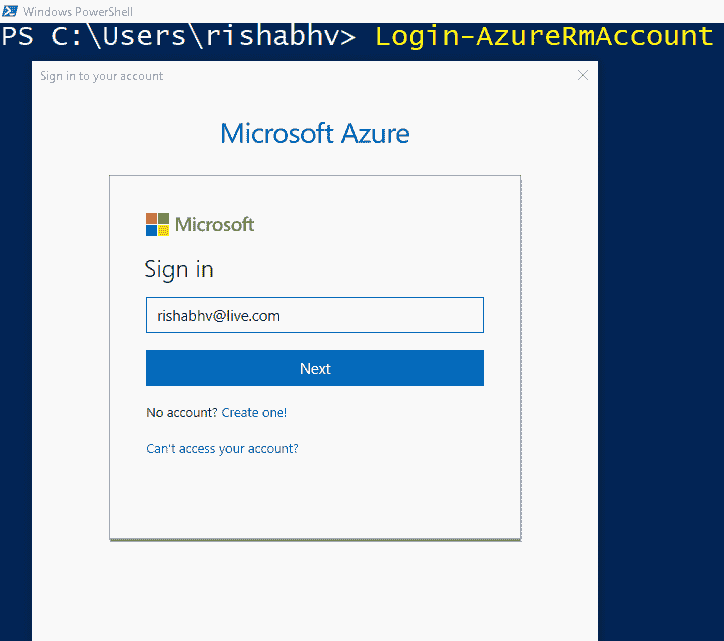 Windows PowerShell
PS C:\Users\rishabhv> Login-AzureRmAccount
Sign in to your account
Microsoft Azure
Microsoft
Sign in
rishabhv@live.com
Next
No account? Create one!
Can't access your account?